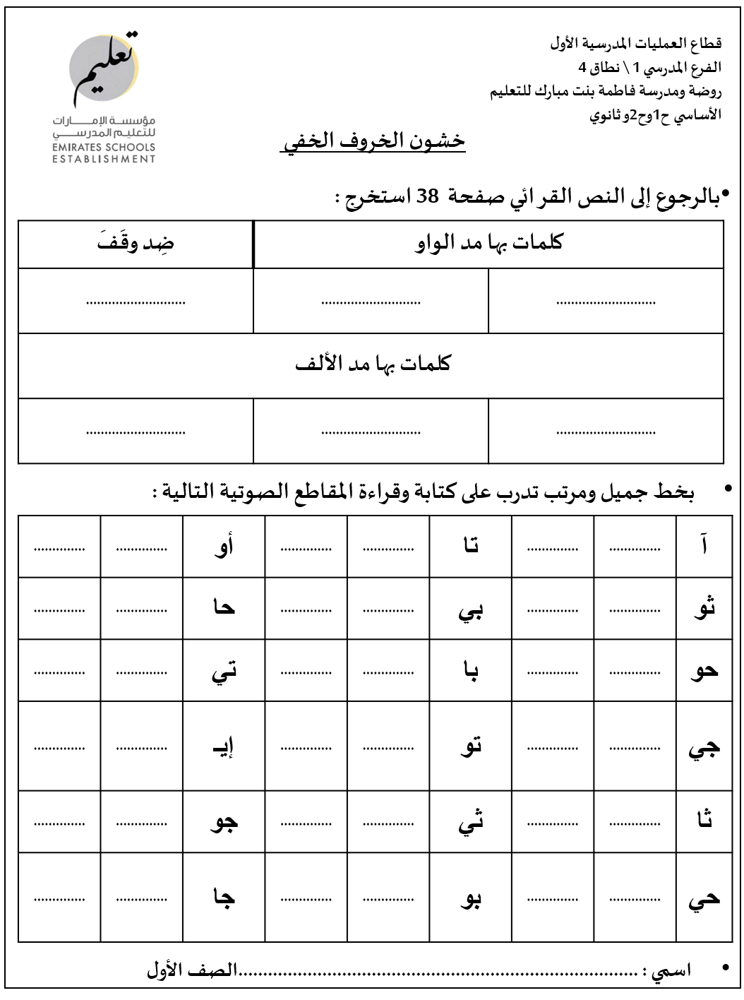 قطاع العمليات المدرسية الأول
الفرع المدرسي 1 \ نطاق 4
روضة ومدرسة فاطمة بنت مبارك للتعليم
الأساسي ح1وح2و ثانوي
تعليم
مؤسسة الإمارات
للتعليم المدرسي
EMIRATES SCHOOLS
ESTABLISHMENT
خشون الخروف الخفي
•بالرجوع إلى النص القرائي صفحة 38 استخرج :
كلمات بها مد الواو ضِد وقَفَ
........................... ........................... ...........................
كلمات بها مد الألف
........................... ........................... ...........................
• بخط جميل ومرتب تدرب على كتابة وقراءة المقاطع الصوتية التالية :
آ .............. .............. تا .............. .............. أو .............. ..............
ثو .............. .............. بي .............. .............. حا .............. ..............
حو .............. .............. با .............. .............. تي .............. ..............
جي .............. .............. تو .............. .............. إيـ .............. ..............
ثا .............. .............. ثي .............. .............. جو .............. ..............
حي .............. .............. بو .............. .............. جا .............. ..............
• اسمي : .................................................................................الصف الأول